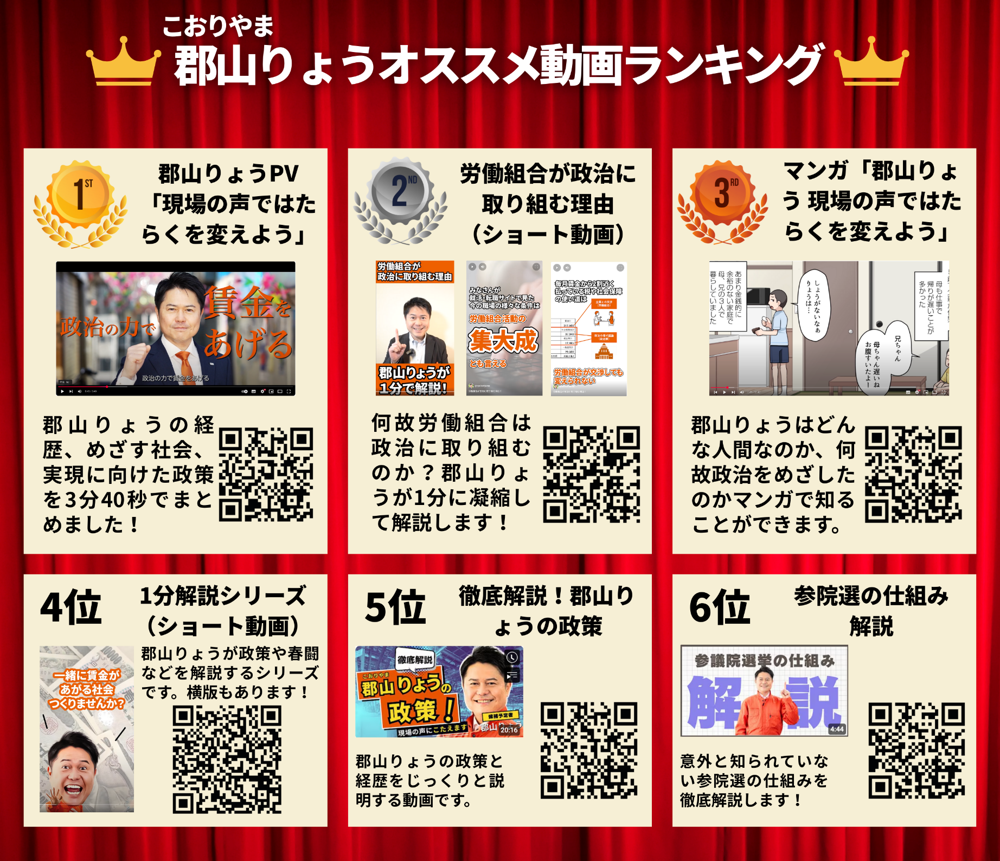 こおりやま
郡山りょうオススメ動画ランキング
1ST
郡山りょうPV
「現場の声ではた
らくを変えよう」
政治の力で
賃金を
あげる
政治の力で賃金をあげる
郡山りょうの経
歴、めざす社会、
実現に向けた政策
を3分40秒でまと
めました！
2ND
労働組合が政治に
取り組む理由
（ショート動画）
労働組合が
政治に取り組む理由
郡山りょうが
1分で解説!
みなさんが
就活・転職サイトで見た
今の職場の様々な条件は
労働組合活動の
集大成
とも言える
毎月賃金から2割近く
払っている税や社会保障
の使い道は
企業との交渉
（労働組合）
政治の場で議論
（政治家）
労働組合が交渉しても
変えられない
何故労働組合は
政治に取り組む
のか？郡山りょ
うが1分に凝縮し
て解説します！
3RD
マンガ「郡山りょ
う 現場の声ではた
らくを変えよう」
母も仕事で
帰りが遅いことが
多かった
しょうがないなぁ
りょうは…
兄ちゃん
母ちゃん遅いね
お腹すいたよー
あまり金銭的に
余裕のない家庭で
母、兄の3人で
暮らしていました
郡山りょうはどん
な人間なのか、何
故政治をめざした
のかマンガで知る
ことができます。
4位
1分解説シリーズ
（ショート動画）
一緒に賃金が
あがる社会
つくりませんか?
郡山りょうが政策や春闘
などを解説するシリーズ
です。横版もあります！
5位
徹底解説！郡山り
ょうの政策
徹底解説
こおりやま
郡山りょうの
政策！
候補予定者
郡山りょう
現場の声にこたえます
20:16
郡山りょうの政策と
経歴をじっくりと説
明する動画です。
6位
参院選の仕組み
解説
参議院選挙の仕組み
解説
4:44
意外と知られていな
い参院選の仕組みを
徹底解説します！